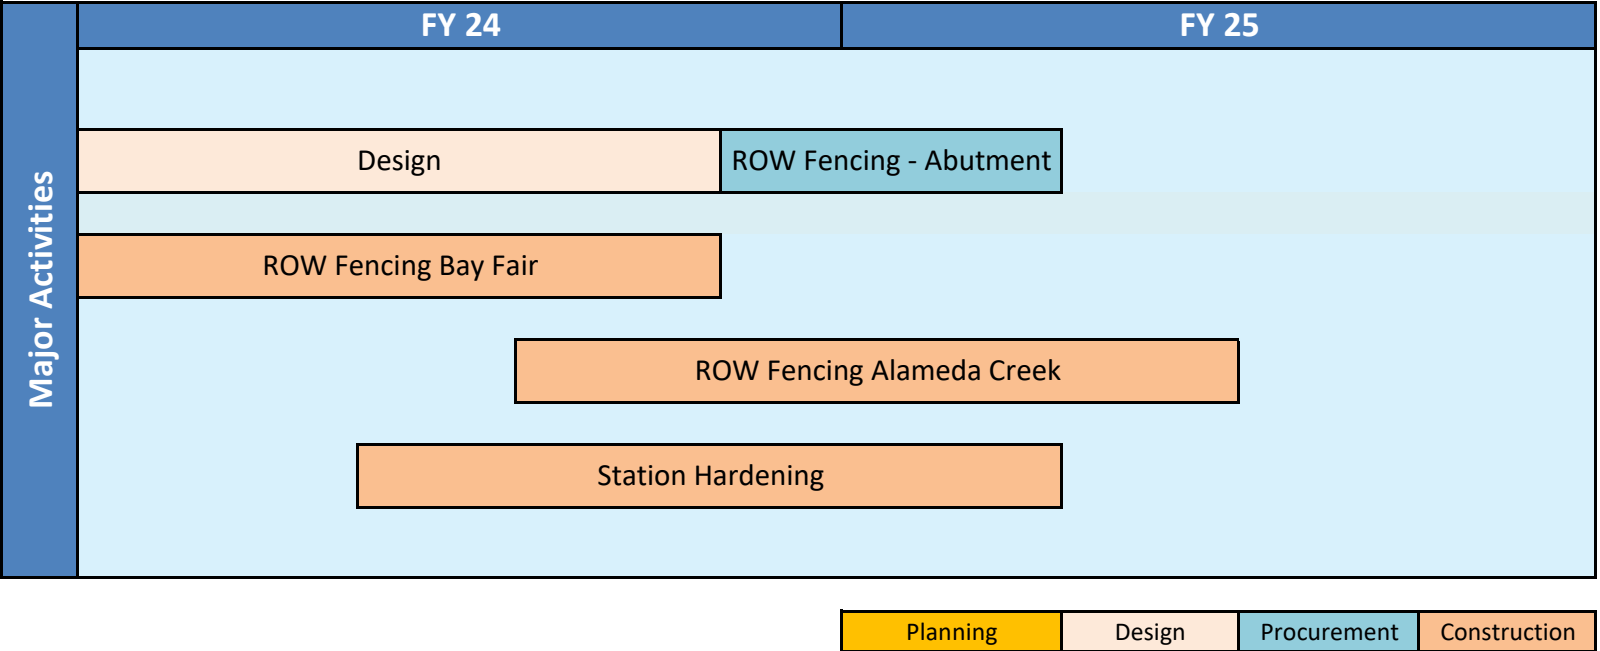 FY 24
FY 25
Major Activities
Design
ROW Fencing - Abutment
ROW Fencing Bay Fair
ROW Fencing Alameda Creek
Station Hardening
Planning
Design
Procurement
Construction